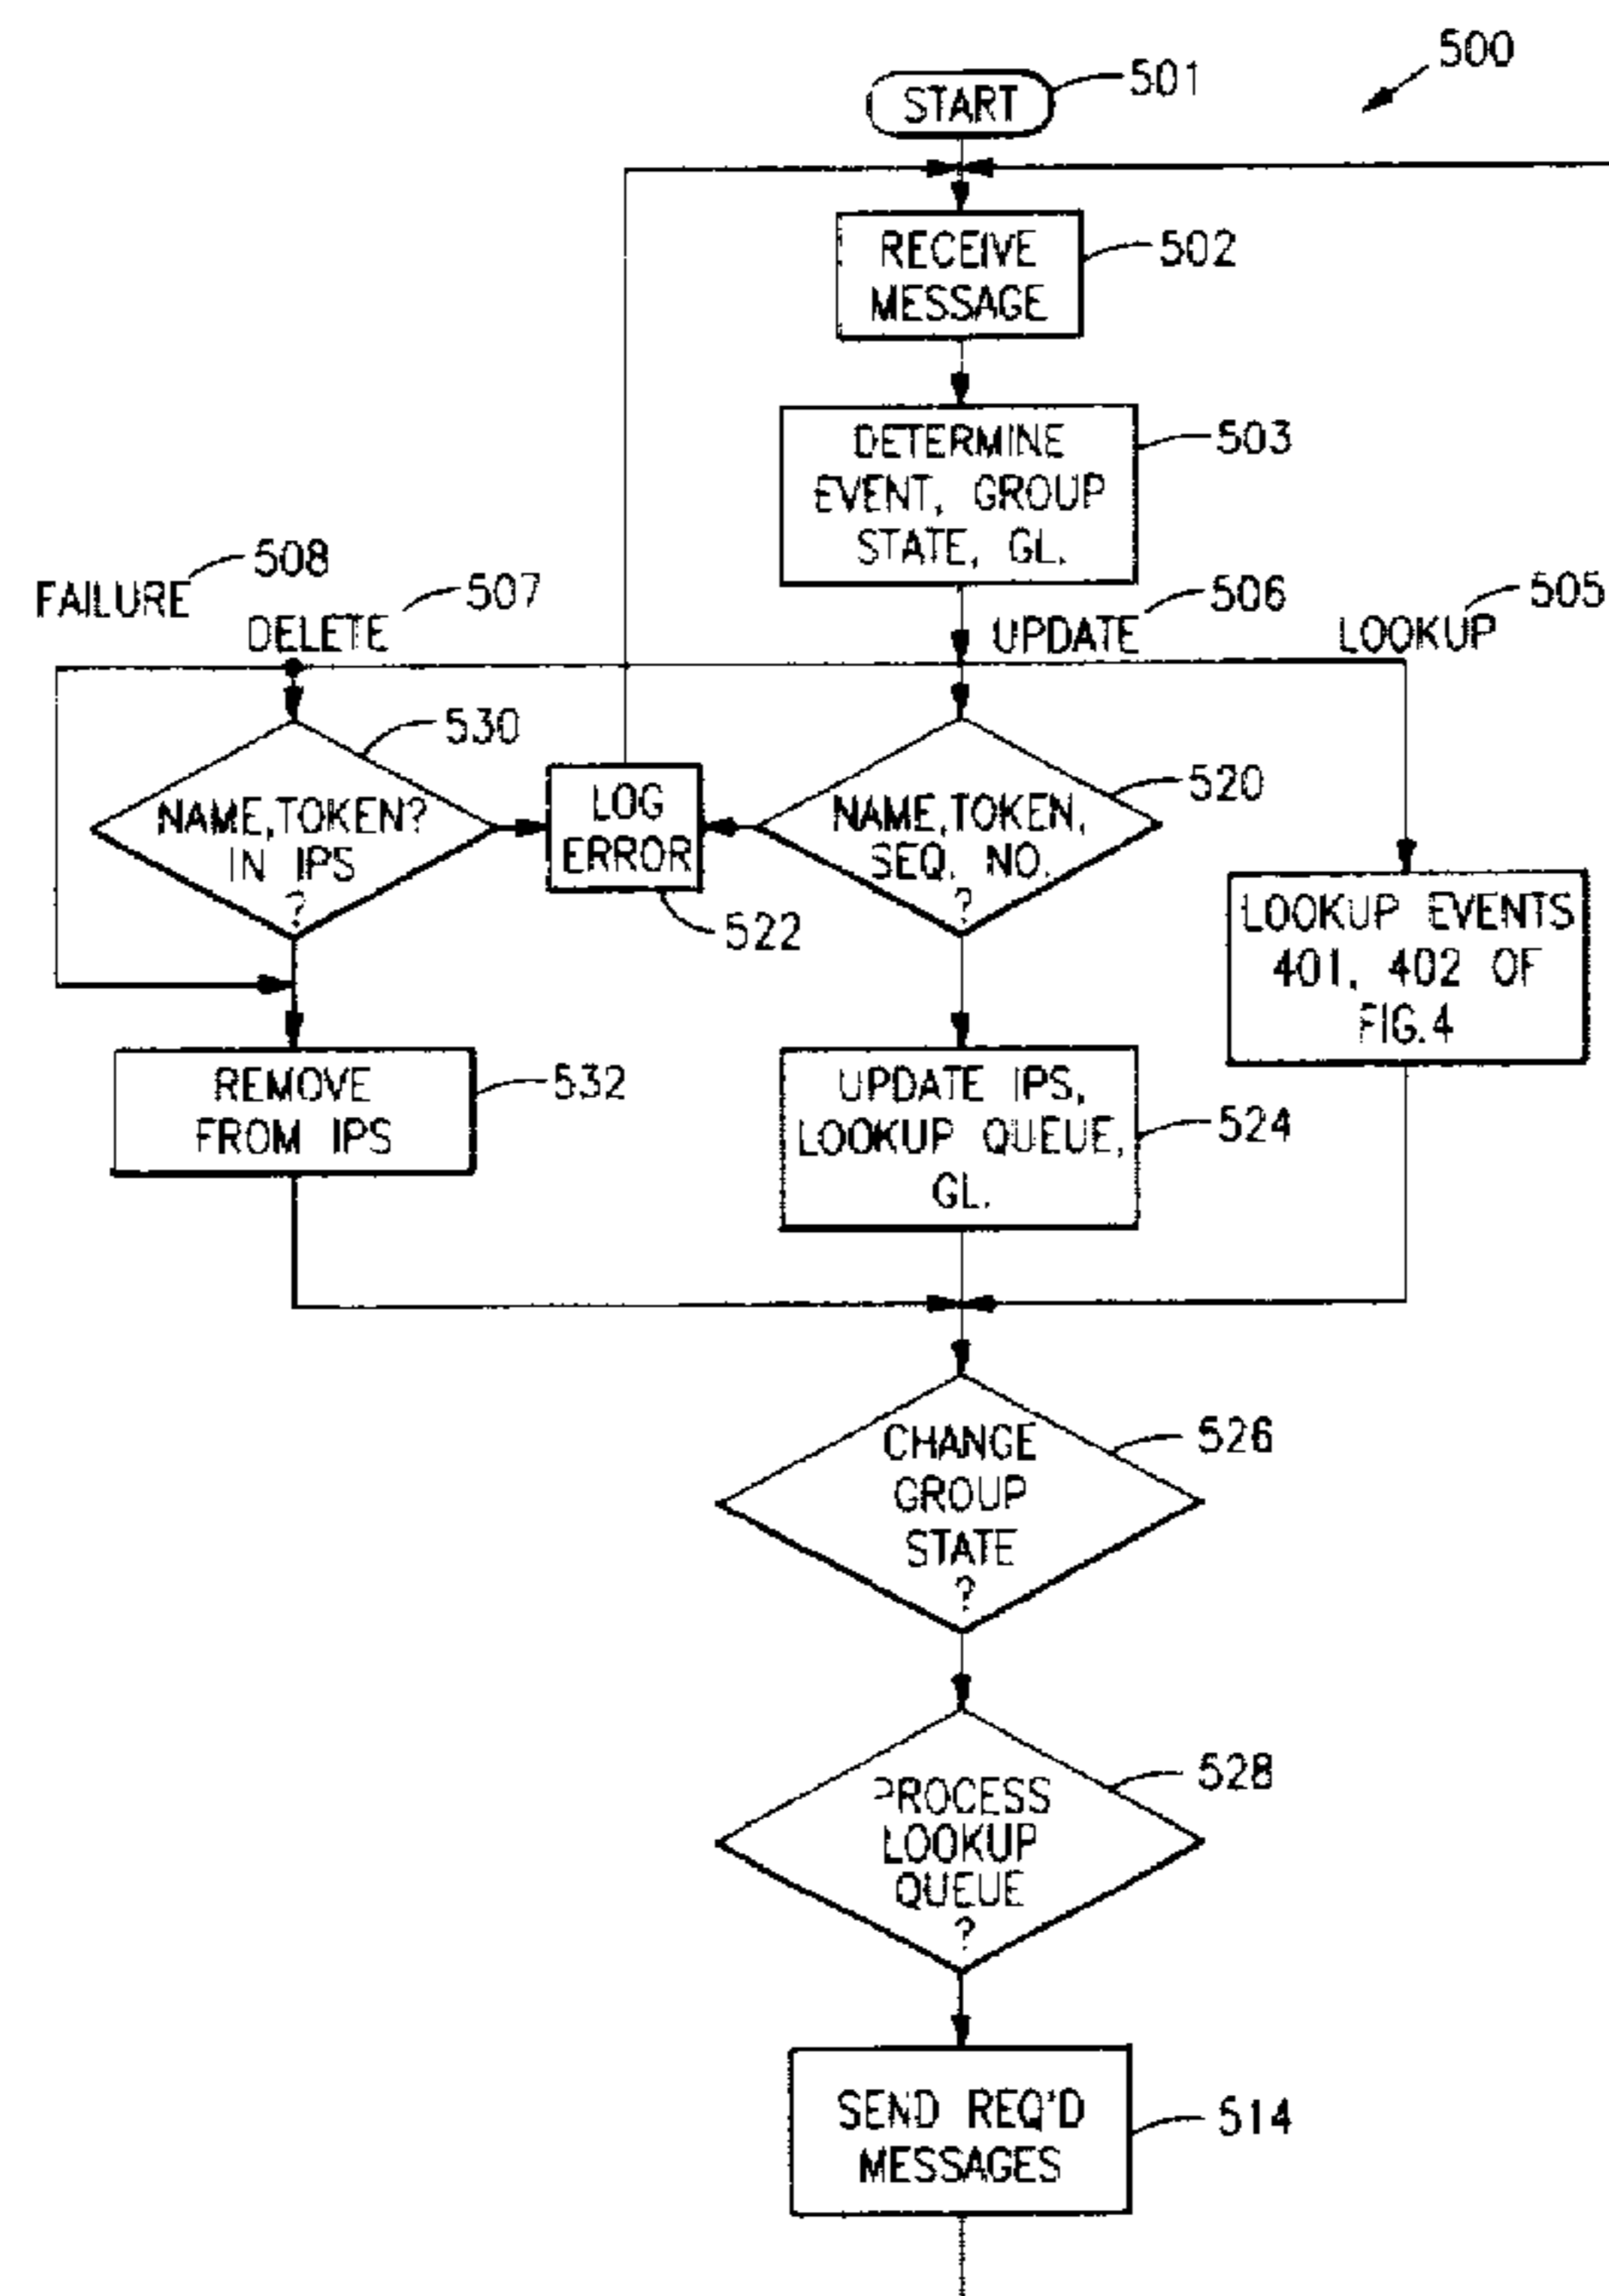 500
START
501
RECEIVE
MESSAGE
502
DETERMINE
EVENT, GROUP
STATE, GL.
503
FAILURE
508
DELETE
507
UPDATE
506
LOOKUP
505
NAME,TOKEN?
IN IPS
?
530
LOG
ERROR
522
NAME,TOKEN,
SEQ. NO.
?
520
LOOKUP EVENTS
401, 402 OF
FIG.4
REMOVE
FROM IPS
532
UPDATE IPS,
LOOKUP QUEUE,
GL.
524
CHANGE
GROUP
STATE
?
526
PROCESS
LOOKUP
QUEUE
?
528
SEND REQ'D
MESSAGES
514